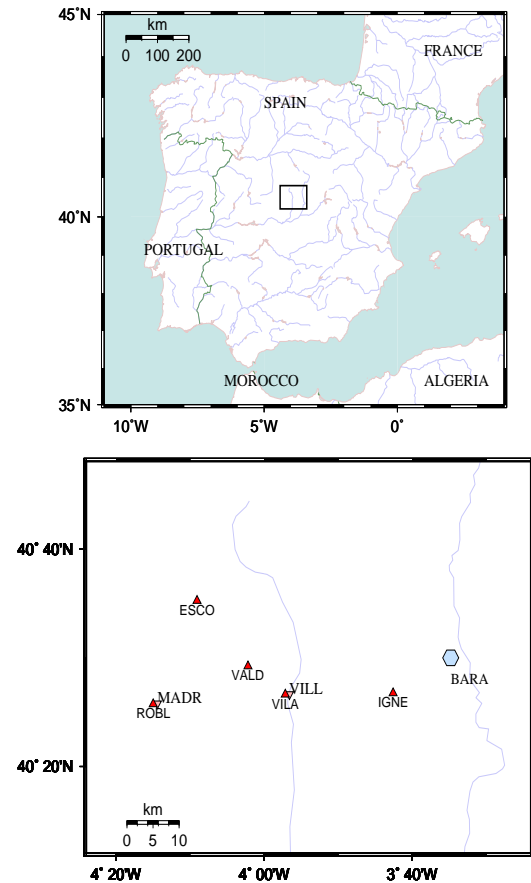 45˚N
km
0 100 200
FRANCE
SPAIN
40˚N
PORTUGAL
MOROCCO
ALGERIA
35˚N
10˚W 5˚W 0˚
40˚ 40'N
ESCO
VALD
BARA
MADR
VILL
ROBL
VILA
IGNE
40˚ 20'N
km
0 5 10
4˚ 20'W 4˚ 00'W 3˚ 40'W